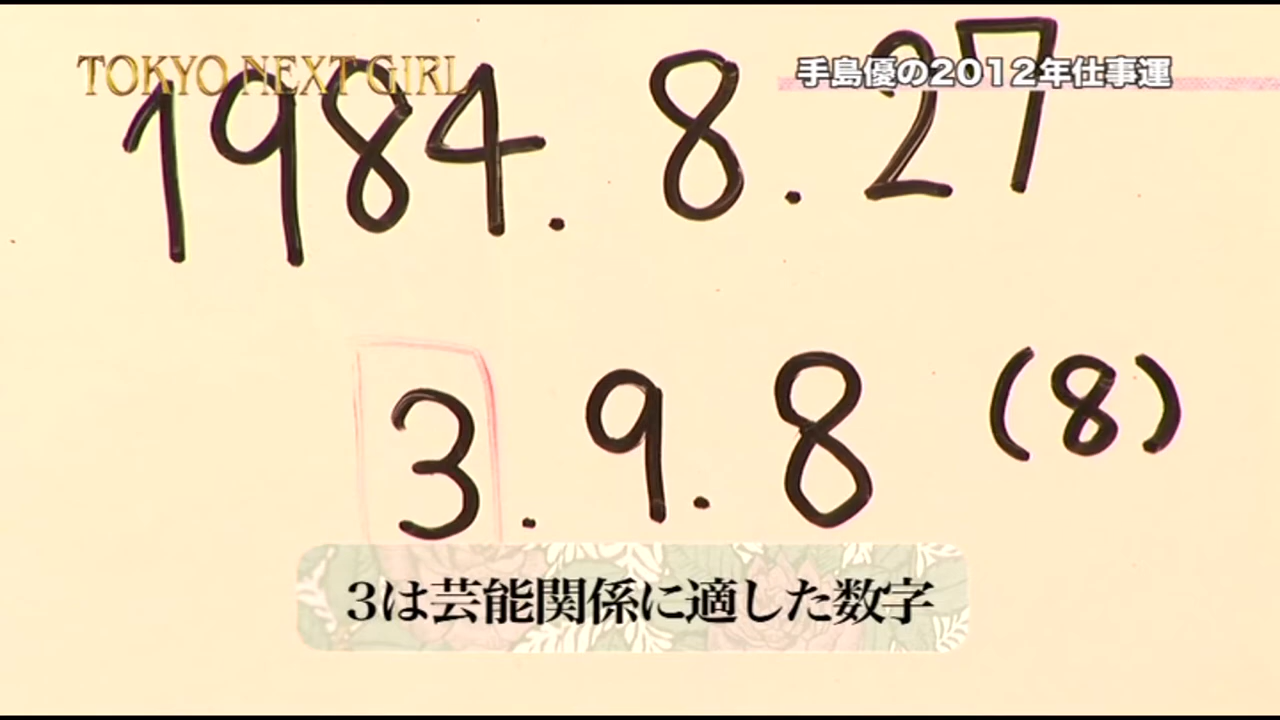 TOKYO NEXT GIRL
手島優の2012年仕事運
1984. 8. 27
3. 9. 8 (8)
3は芸能関係に適した数字